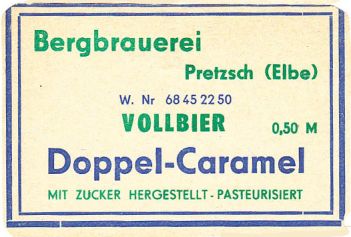 Bergbrauerei
Pretzsch (Elbe)
W. Nr 68 45 22 50
VOLLBIER 0,50 M
Doppel-Caramel
MIT ZUCKER HERGESTELLT - PASTEURISIERT